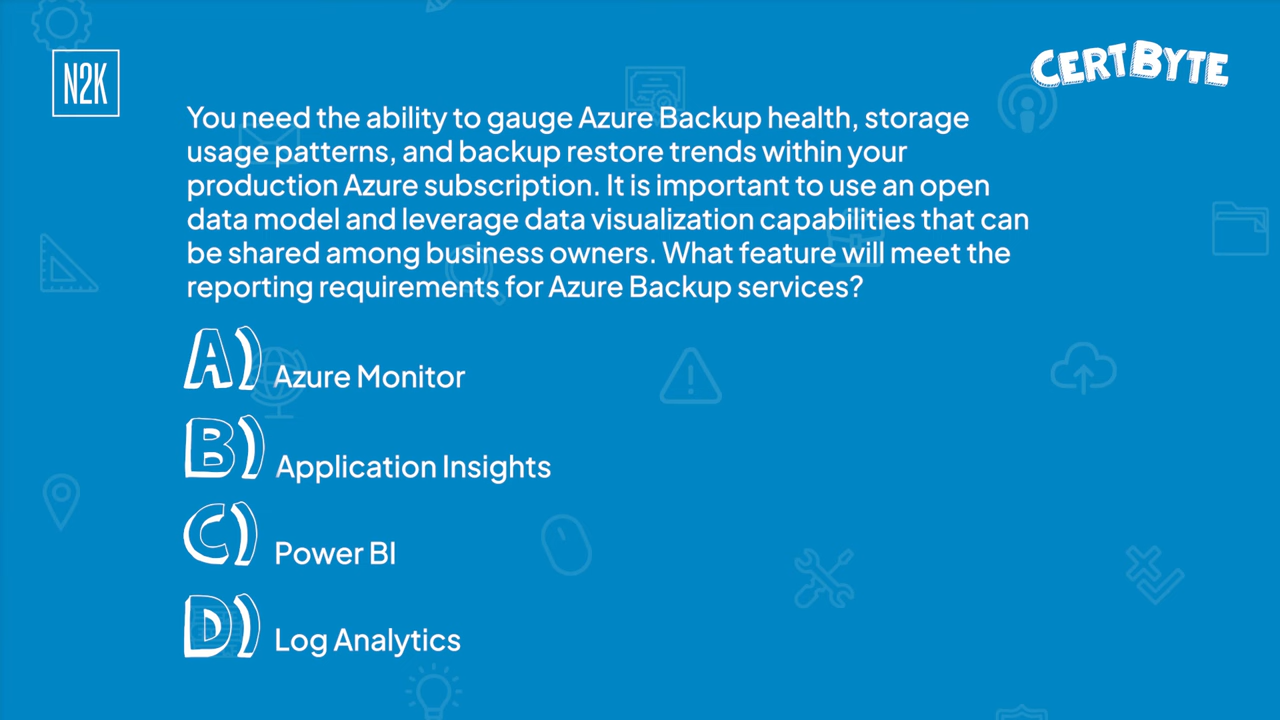 N2K
CERTBYTE
You need the ability to gauge Azure Backup health, storage
usage patterns, and backup restore trends within your
production Azure subscription. It is important to use an open
data model and leverage data visualization capabilities that can
be shared among business owners. What feature will meet the
reporting requirements for Azure Backup services?
A) Azure Monitor
B) Application Insights
C) Power BI
D) Log Analytics